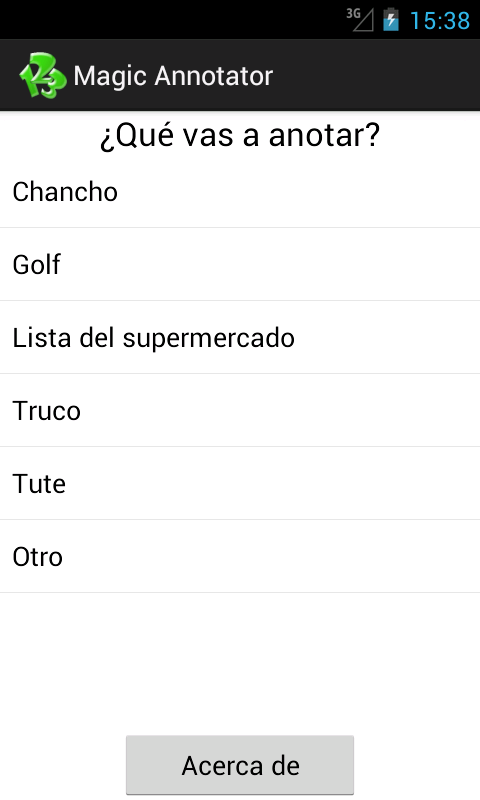 3G 15:38
Magic Annotator
¿Qué vas a anotar?
Chancho
Golf
Lista del supermercado
Truco
Tute
Otro
Acerca de